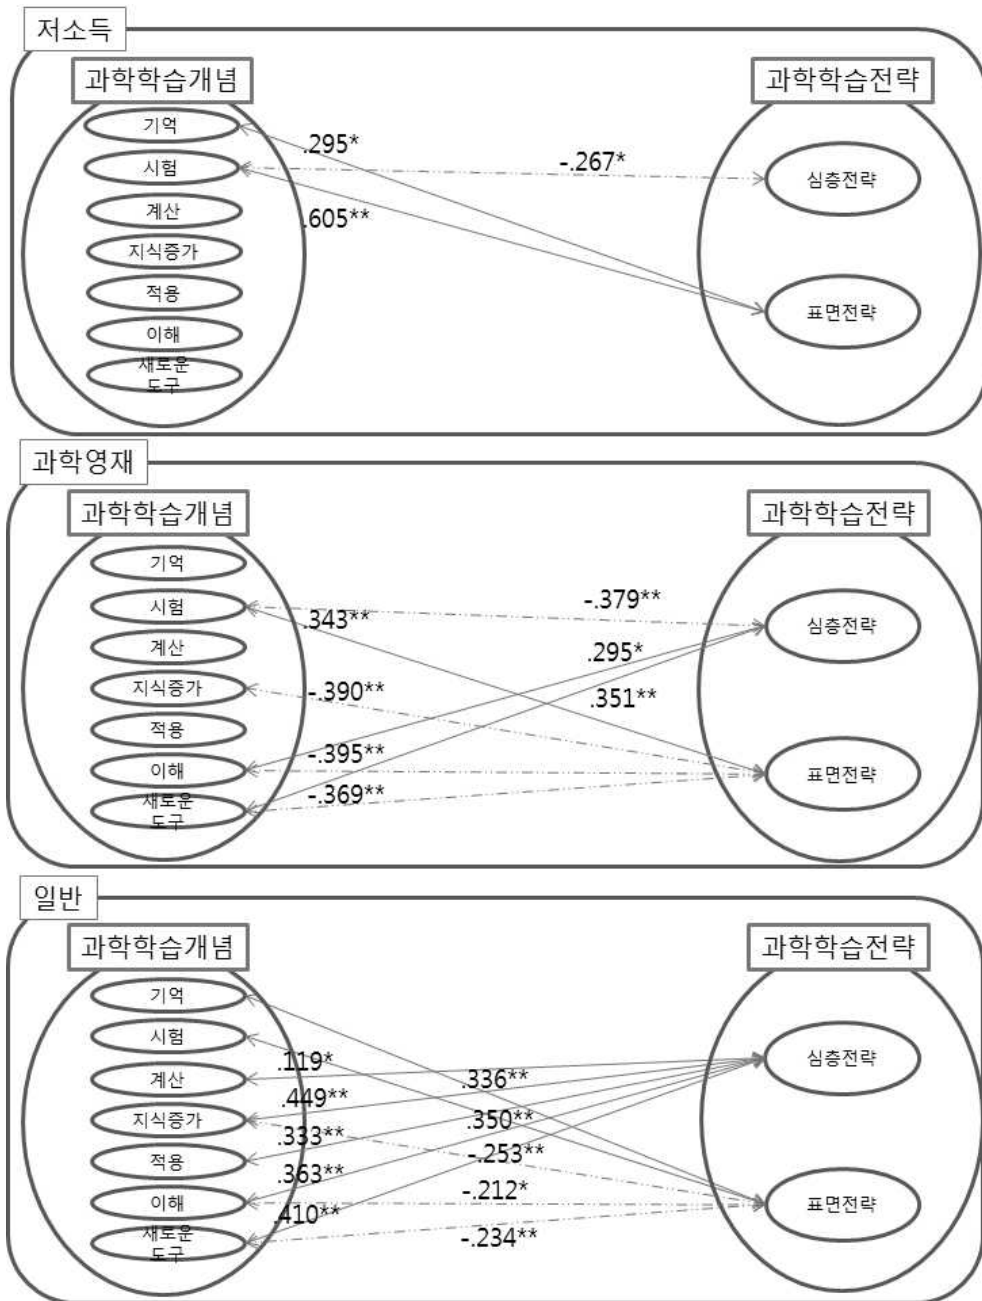 저소득
과학학습개념
과학학습전략
기억
시험
계산
지식증가
적용
이해
새로운
도구
.295*
-.267*
.605**
심층전략
표면전략
과학영재
과학학습개념
과학학습전략
기억
시험
계산
지식증가
적용
이해
새로운
도구
-.379**
.343**
.295*
-.390**
.351**
-.395**
-.369**
심층전략
표면전략
일반
과학학습개념
과학학습전략
기억
시험
계산
지식증가
적용
이해
새로운
도구
.119*
.336**
.449**
.350**
.333**
-.253**
.363**
-.212*
.410**
-.234**
심층전략
표면전략